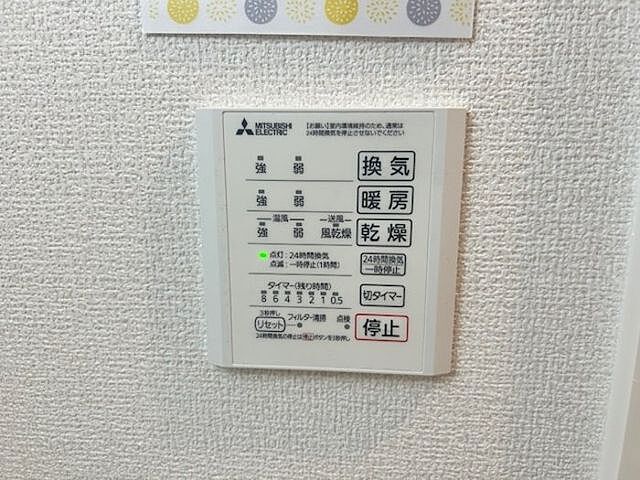 MITSUBISHI
ELECTRIC
【お願い】室内環境維持のため、通常は
24時間換気を停止させないでください
強 弱 換気
強 弱 暖房
温風 送風
強 弱 風乾燥 乾燥
点灯:24時間換気
点滅:一時停止(1時間)
24時間換気
一時停止
タイマー(残り時間)
8 6 4 3 2 1 0.5
切タイマー
3秒押し
リセット フィルター清掃 点検
停止
24時間換気の停止は停止ボタンを3秒押し